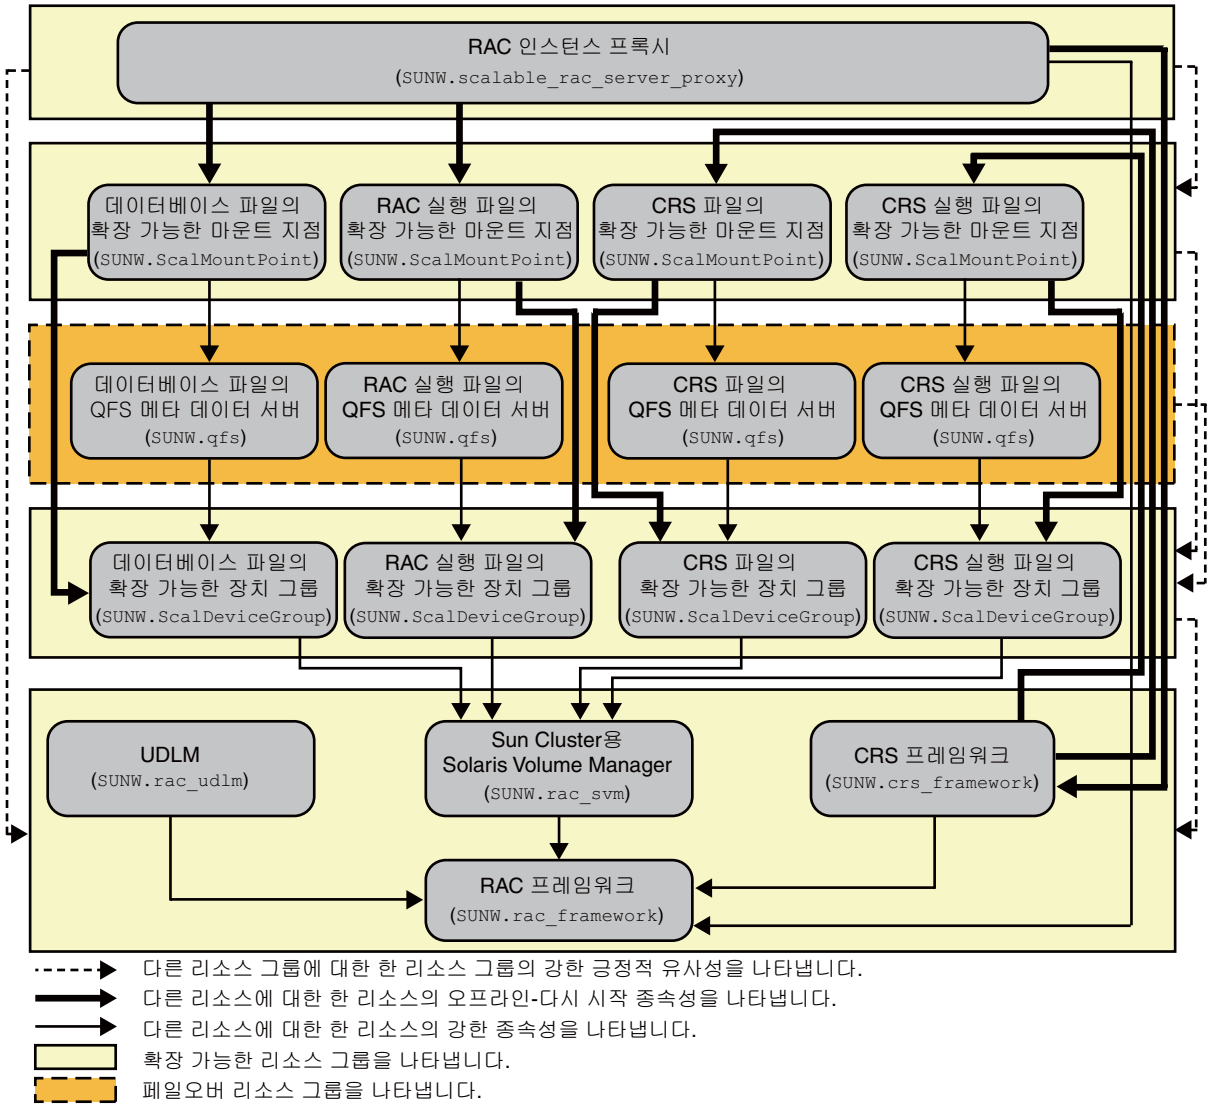 RAC 인스턴스 프록시
(SUNW.scalable_rac_server_proxy)
데이터베이스 파일의
확장 가능한 마운트 지점
(SUNW.ScalMountPoint)
RAC 실행 파일의
확장 가능한 마운트 지점
(SUNW.ScalMountPoint)
CRS 파일의
확장 가능한 마운트 지점
(SUNW.ScalMountPoint)
CRS 실행 파일의
확장 가능한 마운트 지점
(SUNW.ScalMountPoint)
데이터베이스 파일의
QFS 메타 데이터 서버
(SUNW.qfs)
RAC 실행 파일의
QFS 메타 데이터 서버
(SUNW.qfs)
CRS 파일의
QFS 메타 데이터 서버
(SUNW.qfs)
CRS 실행 파일의
QFS 메타 데이터 서버
(SUNW.qfs)
데이터베이스 파일의
확장 가능한 장치 그룹
(SUNW.ScalDeviceGroup)
RAC 실행 파일의
확장 가능한 장치 그룹
(SUNW.ScalDeviceGroup)
CRS 파일의
확장 가능한 장치 그룹
(SUNW.ScalDeviceGroup)
CRS 실행 파일의
확장 가능한 장치 그룹
(SUNW.ScalDeviceGroup)
UDLM
(SUNW.rac_udlm)
Sun Cluster용
Solaris Volume Manager
(SUNW.rac_svm)
CRS 프레임워크
(SUNW.crs_framework)
RAC 프레임워크
(SUNW.rac_framework)
다른 리소스 그룹에 대한 한 리소스 그룹의 강한 긍정적 유사성을 나타냅니다.
다른 리소스에 대한 한 리소스의 오프라인-다시 시작 종속성을 나타냅니다.
다른 리소스에 대한 한 리소스의 강한 종속성을 나타냅니다.
확장 가능한 리소스 그룹을 나타냅니다.
페일오버 리소스 그룹을 나타냅니다.